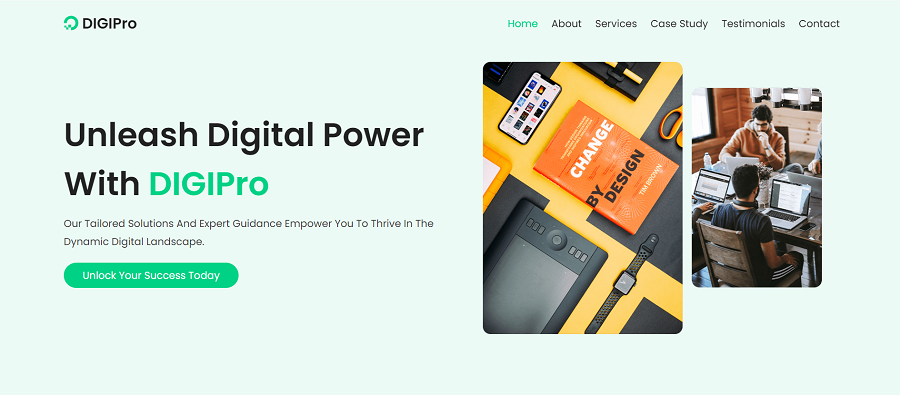 DIGIPro
Home About Services Case Study Testimonials Contact
Unleash Digital Power
With DIGIPro
Our Tailored Solutions And Expert Guidance Empower You To Thrive In The
Dynamic Digital Landscape.
Unlock Your Success Today
CHANGE
BY
DESIGN
TIM BROWN